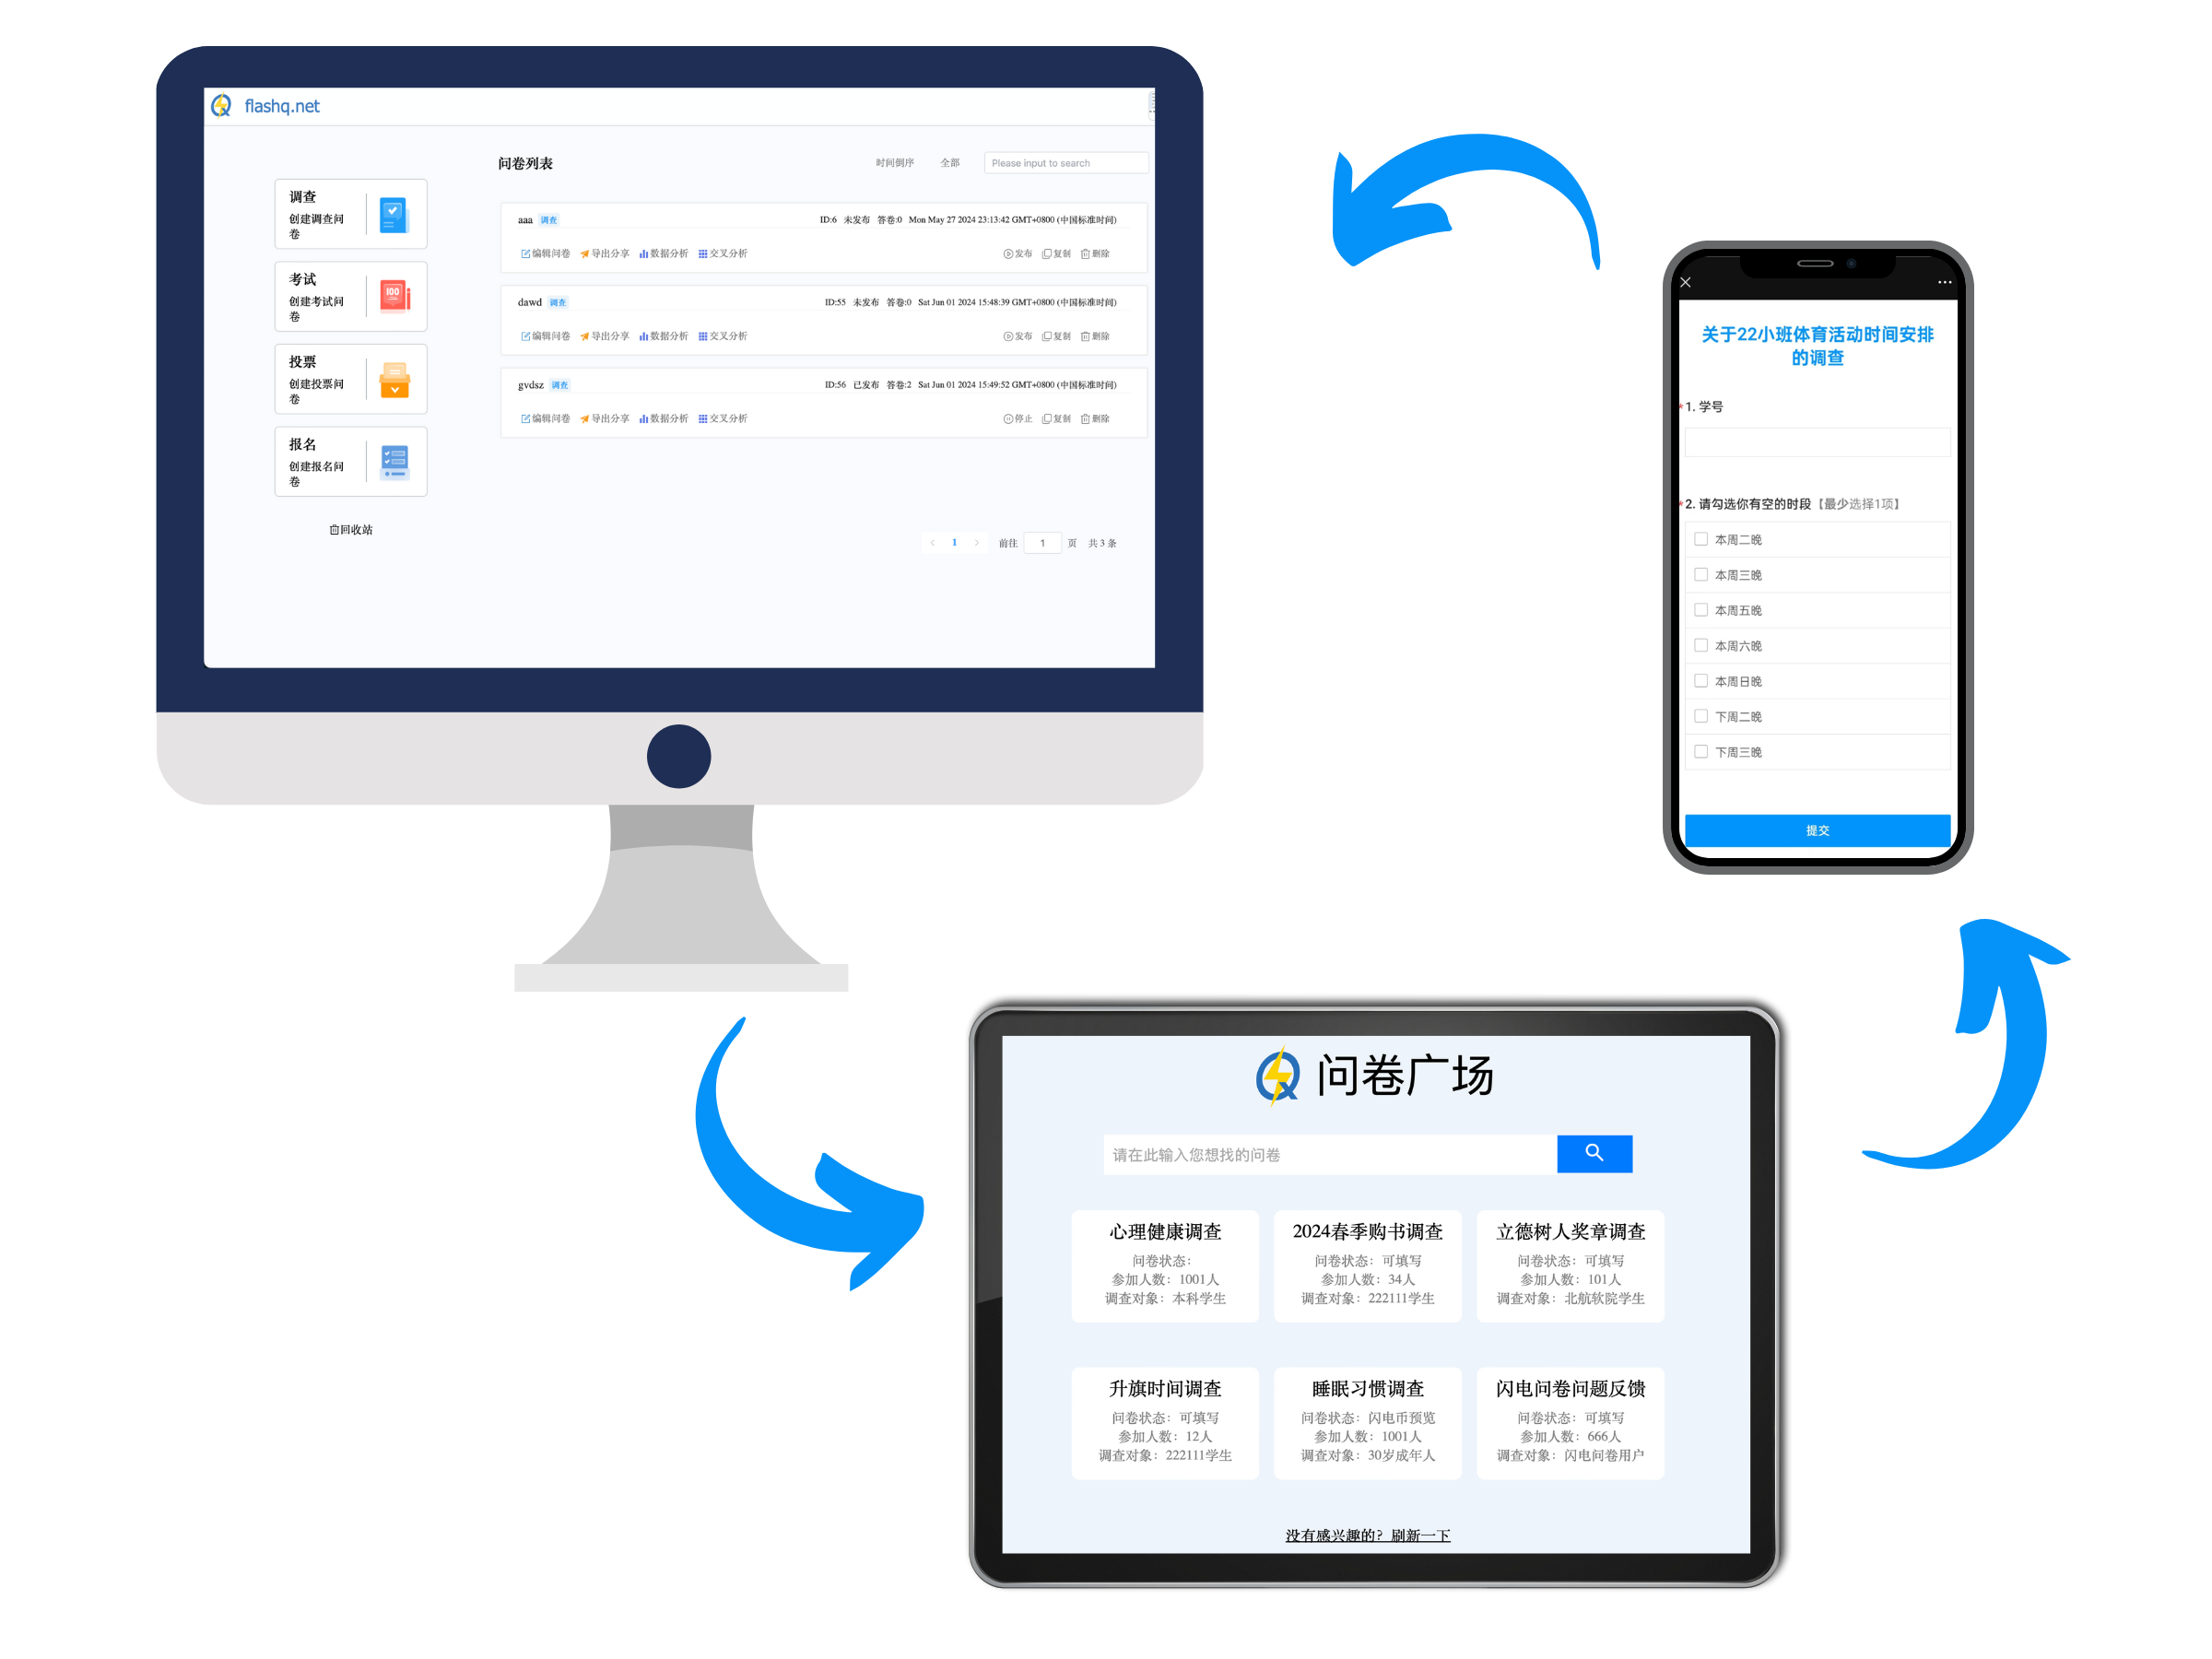 flashq.net
问卷列表
时间倒序 全部 Please input to search
调查
创建调查问
卷
考试
创建考试问
卷
100
投票
创建投票问
卷
报名
创建报名问
卷
回收站
aaa 调查 ID:6 未发布 答卷:0 Mon May 27 2024 23:13:42 GMT+0800 (中国标准时间)
编辑问卷 导出分享 数据分析 交叉分析 发布 复制 删除
dawd 调查 ID:55 未发布 答卷:0 Sat Jun 01 2024 15:48:39 GMT+0800 (中国标准时间)
编辑问卷 导出分享 数据分析 交叉分析 发布 复制 删除
gvdsz 调查 ID:56 已发布 答卷:2 Sat Jun 01 2024 15:49:52 GMT+0800 (中国标准时间)
编辑问卷 导出分享 数据分析 交叉分析 停止 复制 删除
1 前往 1 页 共 3 条
关于22小班体育活动时间安排
的调查
*1. 学号
*2. 请勾选你有空的时段【最少选择1项】
本周二晚
本周三晚
本周五晚
本周六晚
本周日晚
下周二晚
下周三晚
提交
问卷广场
请在此输入您想找的问卷
心理健康调查
问卷状态：
参加人数：1001人
调查对象：本科学生
2024春季购书调查
问卷状态：可填写
参加人数：34人
调查对象：222111学生
立德树人奖章调查
问卷状态：可填写
参加人数：101人
调查对象：北航软院学生
升旗时间调查
问卷状态：可填写
参加人数：12人
调查对象：222111学生
睡眠习惯调查
问卷状态：闪电币预览
参加人数：1001人
调查对象：30岁成年人
闪电问卷问题反馈
问卷状态：可填写
参加人数：666人
调查对象：闪电问卷用户
没有感兴趣的？刷新一下